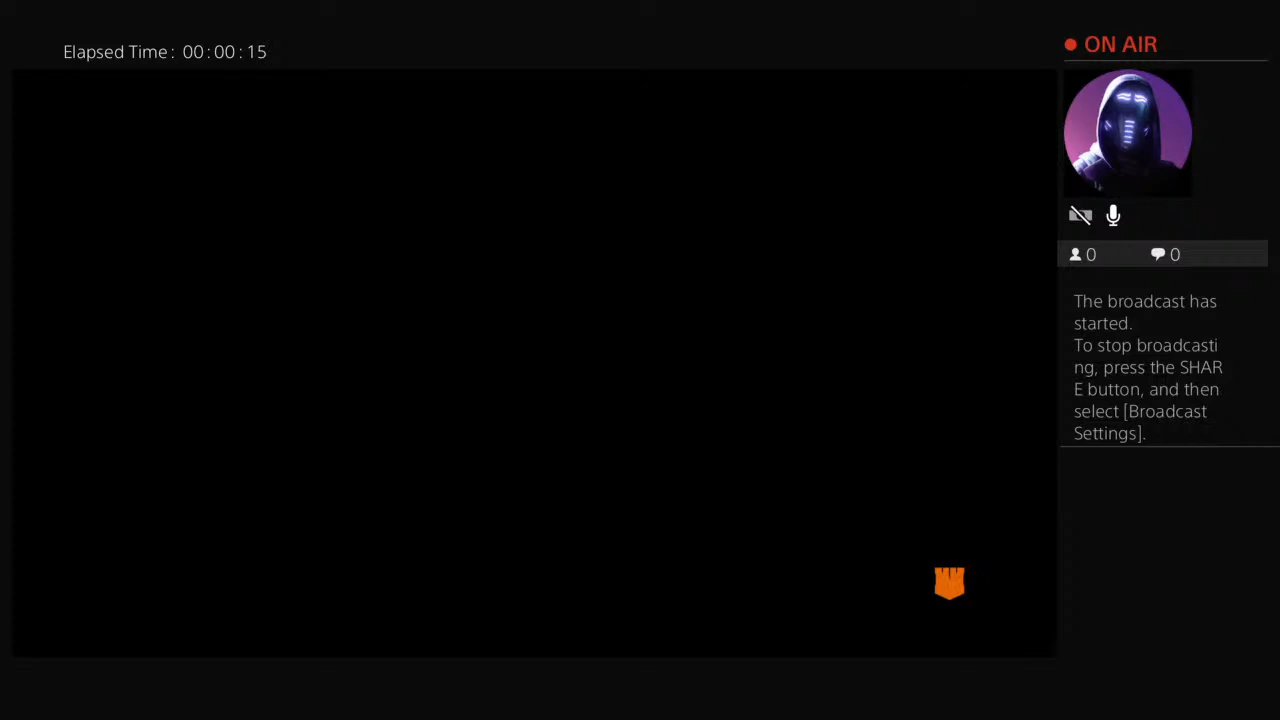 Elapsed Time: 00:00:15
ON AIR
0
0
The broadcast has
started.
To stop broadcasti
ng, press the SHAR
E button, and then
select [Broadcast
Settings].